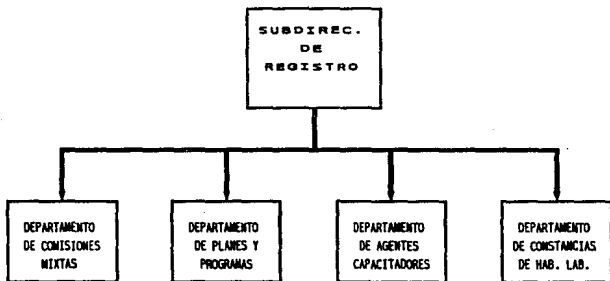 SUBDIREC.
DE
REGISTRO
DEPARTAMENTO
DE COMISIONES
MIXTAS
DEPARTAMENTO
DE PLANES Y
PROGRAMAS
DEPARTAMENTO
DE AGENTES
CAPACITADORES
DEPARTAMENTO
DE CONSTANCIAS
DE HAB. LAB.